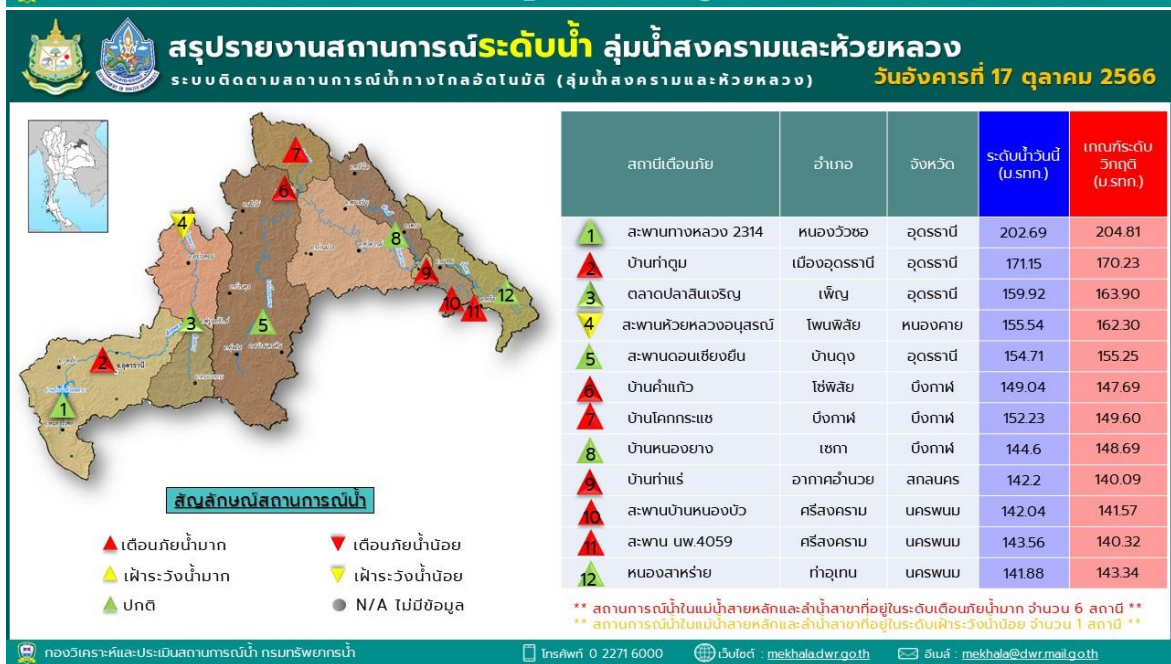 สรุปรายงานสถานการณ์ระดับน้ำ ลุ่มน้ำสงครามและห้วยหลวง
ระบบติดตามสถานการณ์น้ำทางไกลอัตโนมัติ (ลุ่มน้ำสงครามและห้วยหลวง)
วันอังคารที่ 17 ตุลาคม 2566
สถานีเตือนภัย อำเภอ จังหวัด ระดับน้ำวันนี้ (ม.รทก.) เกณฑ์ระดับวิกฤติ (ม.รทก.)
1 สะพานทางหลวง 2314 หนองวัวซอ อุดรธานี 202.69 204.81
2 บ้านท่าตูม เมืองอุดรธานี อุดรธานี 171.15 170.23
3 ตลาดปลาสินเจริญ เพ็ญ อุดรธานี 159.92 163.90
4 สะพานห้วยหลวงอนุสรณ์ โพนพิสัย หนองคาย 155.54 162.30
5 สะพานดอนเชียงยืน บ้านดุง อุดรธานี 154.71 155.25
6 บ้านคำแก้ว โซ่พิสัย บึงกาฬ 149.04 147.69
7 บ้านโคกกระแซ บึงกาฬ บึงกาฬ 152.23 149.60
8 บ้านหนองยาง เซกา บึงกาฬ 144.6 148.69
9 บ้านท่าแร่ อากาศอำนวย สกลนคร 142.2 140.09
10 สะพานบ้านหนองบัว ศรีสงคราม นครพนม 142.04 141.57
11 สะพาน นพ.4059 ศรีสงคราม นครพนม 143.56 140.32
12 หนองสาหร่าย ท่าอุเทน นครพนม 141.88 143.34
7
6
4
8
9
10
11
12
3
5
2
1
จ.อุดรธานี
สัญลักษณ์สถานการณ์น้ำ
เตือนภัยน้ำมาก
เตือนภัยน้ำน้อย
เฝ้าระวังน้ำมาก
เฝ้าระวังน้ำน้อย
ปกติ
N/A ไม่มีข้อมูล
** สถานการณ์น้ำในแม่น้ำสายหลักและลำน้ำสาขาที่อยู่ในระดับเตือนภัยน้ำมาก จำนวน 6 สถานี **
** สถานการณ์น้ำในแม่น้ำสายหลักและลำน้ำสาขาที่อยู่ในระดับเฝ้าระวังน้ำน้อย จำนวน 1 สถานี **
กองวิเคราะห์และประเมินสถานการณ์น้ำ กรมทรัพยากรน้ำ
โทรศัพท์ 0 2271 6000
เว็บไซต์ : mekhala.dwr.go.th
อีเมล์ : mekhala@dwr.mail.go.th